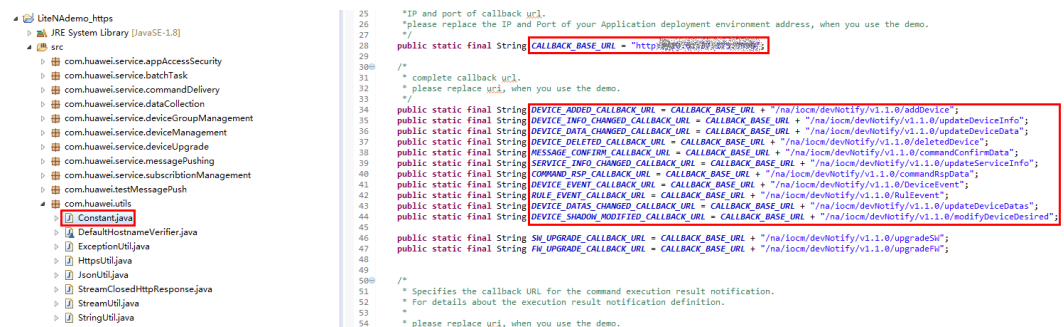 LiteNAdemo_https
JRE System Library [JavaSE-1.8]
src
com.huawei.service.appAccessSecurity
com.huawei.service.batchTask
com.huawei.service.commandDelivery
com.huawei.service.dataCollection
com.huawei.service.deviceGroupManagement
com.huawei.service.deviceManagement
com.huawei.service.deviceUpgrade
com.huawei.service.messagePushing
com.huawei.service.subscribtionManagement
com.huawei.testMessagePush
com.huawei.utils
Constant.java
DefaultHostnameVerifier.java
ExceptionUtil.java
HttpsUtil.java
JsonUtil.java
StreamClosedHttpResponse.java
StreamUtil.java
StringUtil.java
25 *IP and port of callback url.
26 *please replace the IP and Port of your Application deployment environment address, when you use the demo.
27 */
28 public static final String CALLBACK_BASE_URL = "http
29
30 /*
31 * complete callback url.
32 * please replace uri, when you use the demo.
33 */
34 public static final String DEVICE_ADDED_CALLBACK_URL = CALLBACK_BASE_URL + "/na/iocm/devNotify/v1.1.0/addDevice";
35 public static final String DEVICE_INFO_CHANGED_CALLBACK_URL = CALLBACK_BASE_URL + "/na/iocm/devNotify/v1.1.0/updateDeviceInfo";
36 public static final String DEVICE_DATA_CHANGED_CALLBACK_URL = CALLBACK_BASE_URL + "/na/iocm/devNotify/v1.1.0/updateDeviceData";
37 public static final String DEVICE_DELETED_CALLBACK_URL = CALLBACK_BASE_URL + "/na/iocm/devNotify/v1.1.0/deletedDevice";
38 public static final String MESSAGE_CONFIRM_CALLBACK_URL = CALLBACK_BASE_URL + "/na/iocm/devNotify/v1.1.0/commandConfirmData";
39 public static final String SERVICE_INFO_CHANGED_CALLBACK_URL = CALLBACK_BASE_URL + "/na/iocm/devNotify/v1.1.0/updateServiceInfo";
40 public static final String COMMAND_RSP_CALLBACK_URL = CALLBACK_BASE_URL + "/na/iocm/devNotify/v1.1.0/commandRspData";
41 public static final String DEVICE_EVENT_CALLBACK_URL = CALLBACK_BASE_URL + "/na/iocm/devNotify/v1.1.0/DeviceEvent";
42 public static final String RULE_EVENT_CALLBACK_URL = CALLBACK_BASE_URL + "/na/iocm/devNotify/v1.1.0/RulEevent";
43 public static final String DEVICE_DATAS_CHANGED_CALLBACK_URL = CALLBACK_BASE_URL + "/na/iocm/devNotify/v1.1.0/updateDeviceDatas";
44 public static final String DEVICE_SHADOW_MODIFIED_CALLBACK_URL = CALLBACK_BASE_URL + "/na/iocm/devNotify/v1.1.0/modifyDeviceDesired";
45
46 public static final String SW_UPGRADE_CALLBACK_URL = CALLBACK_BASE_URL + "/na/iocm/devNotify/v1.1.0/upgradeSW";
47 public static final String FW_UPGRADE_CALLBACK_URL = CALLBACK_BASE_URL + "/na/iocm/devNotify/v1.1.0/upgradeFW";
48
49
50 /*
51 * Specifies the callback URL for the command execution result notification.
52 * For details about the execution result notification definition.
53 *
54 * please replace uri, when you use the demo.